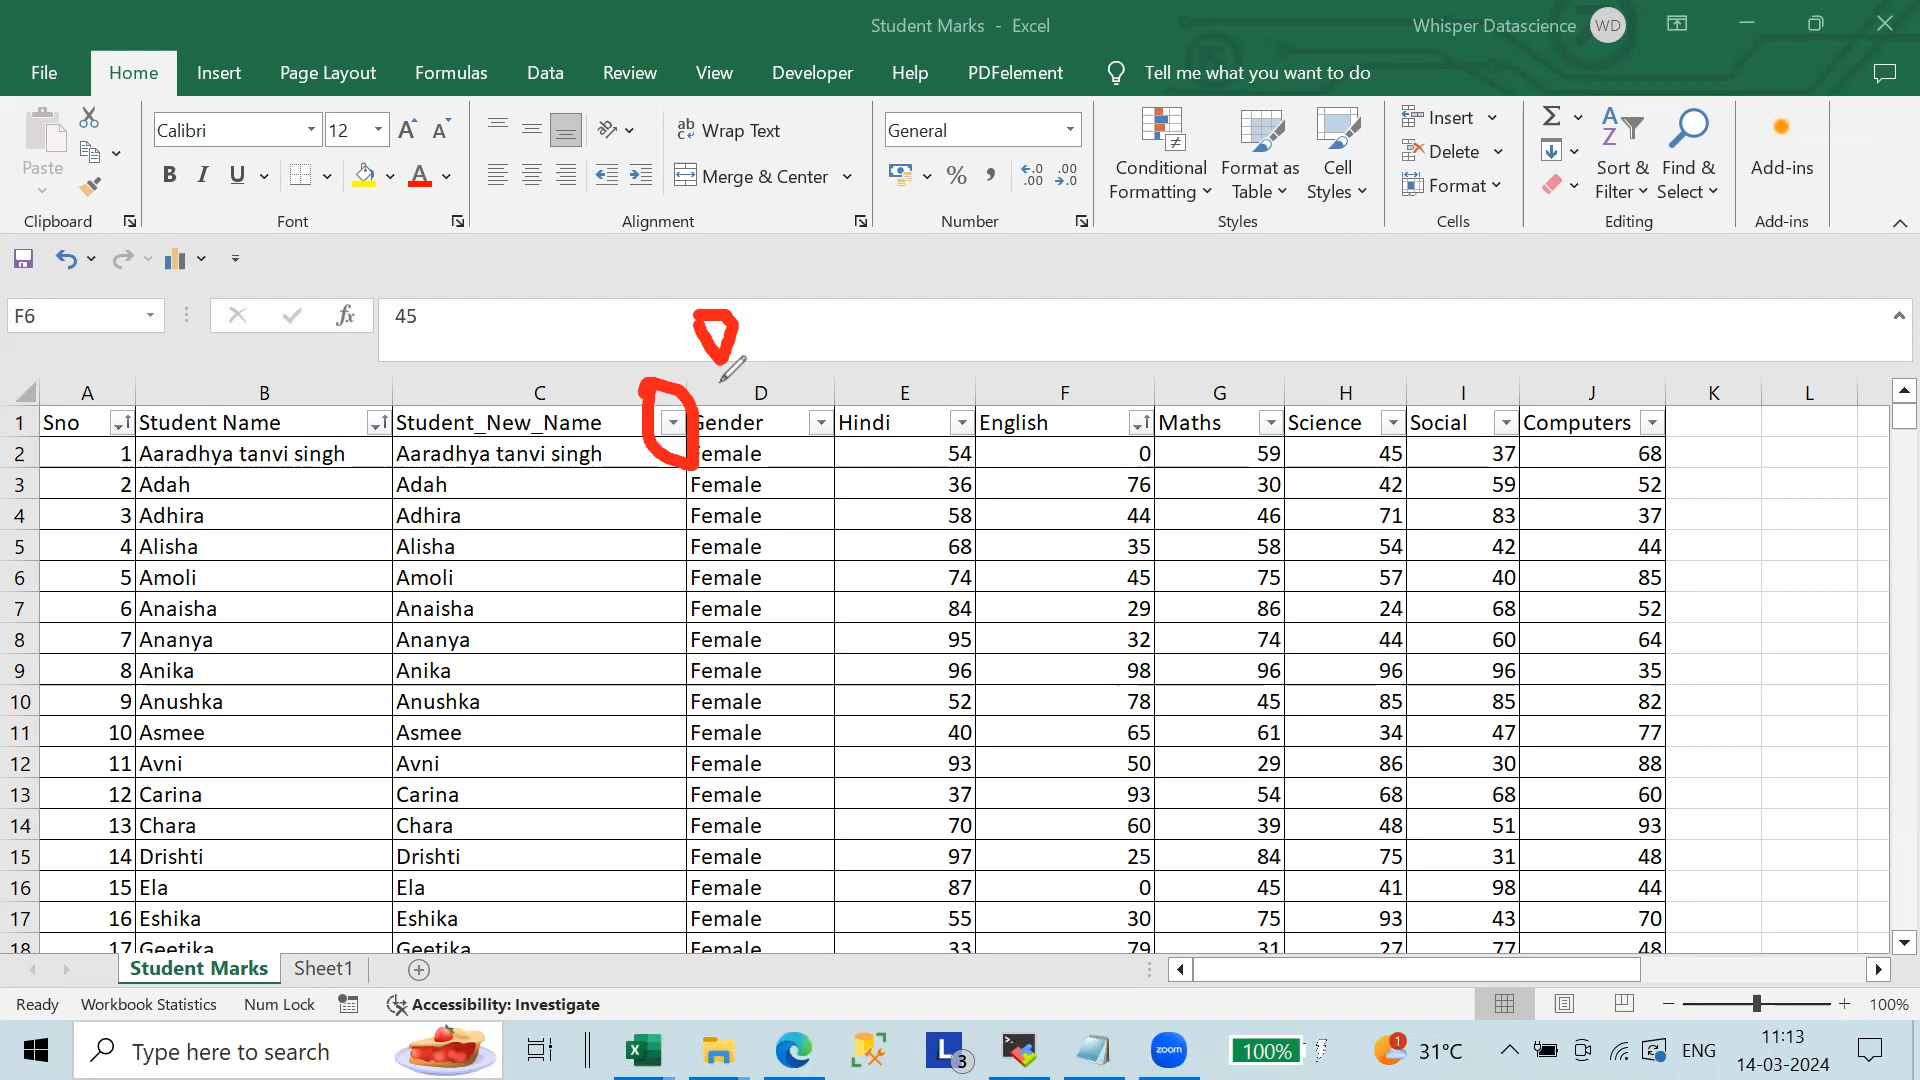 Student Marks - Excel
Whisper Datascience WD
File Home Insert Page Layout Formulas Data Review View Developer Help PDFelement Tell me what you want to do
Paste
Clipboard
Calibri 12
B I U A
Font
ab Wrap Text
Merge & Center
Alignment
General
% , .00
Number
Conditional Formatting
Format as Table
Cell Styles
Styles
Insert
Delete
Format
Cells
Sort & Filter
Find & Select
Editing
Add-ins
Add-ins
F6 fx 45
A B C D E F G H I J K L
1 Sno Student Name Student_New_Name Gender Hindi English Maths Science Social Computers
2 1 Aaradhya tanvi singh Aaradhya tanvi singh Female 54 0 59 45 37 68
3 2 Adah Adah Female 36 76 30 42 59 52
4 3 Adhira Adhira Female 58 44 46 71 83 37
5 4 Alisha Alisha Female 68 35 58 54 42 44
6 5 Amoli Amoli Female 74 45 75 57 40 85
7 6 Anaisha Anaisha Female 84 29 86 24 68 52
8 7 Ananya Ananya Female 95 32 74 44 60 64
9 8 Anika Anika Female 96 98 96 96 96 35
10 9 Anushka Anushka Female 52 78 45 85 85 82
11 10 Asmee Asmee Female 40 65 61 34 47 77
12 11 Avni Avni Female 93 50 29 86 30 88
13 12 Carina Carina Female 37 93 54 68 68 60
14 13 Chara Chara Female 70 60 39 48 51 93
15 14 Drishti Drishti Female 97 25 84 75 31 48
16 15 Ela Ela Female 87 0 45 41 98 44
17 16 Eshika Eshika Female 55 30 75 93 43 70
18 17 Geetika Geetika Female 33 79 31 27 77 48
Student Marks Sheet1
Ready Workbook Statistics Num Lock Accessibility: Investigate 100%
Type here to search
L 3
zoom
100%
1 31°C
ENG
11:13
14-03-2024